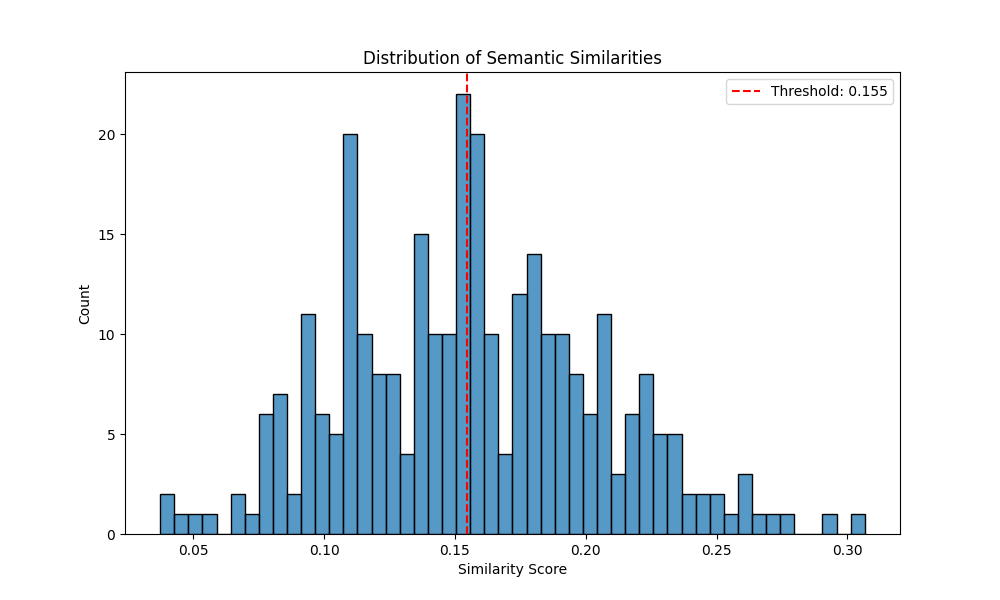 Distribution of Semantic Similarities
Threshold: 0.155
Count
20
15
10
5
0
0.05 0.10 0.15 0.20 0.25 0.30
Similarity Score